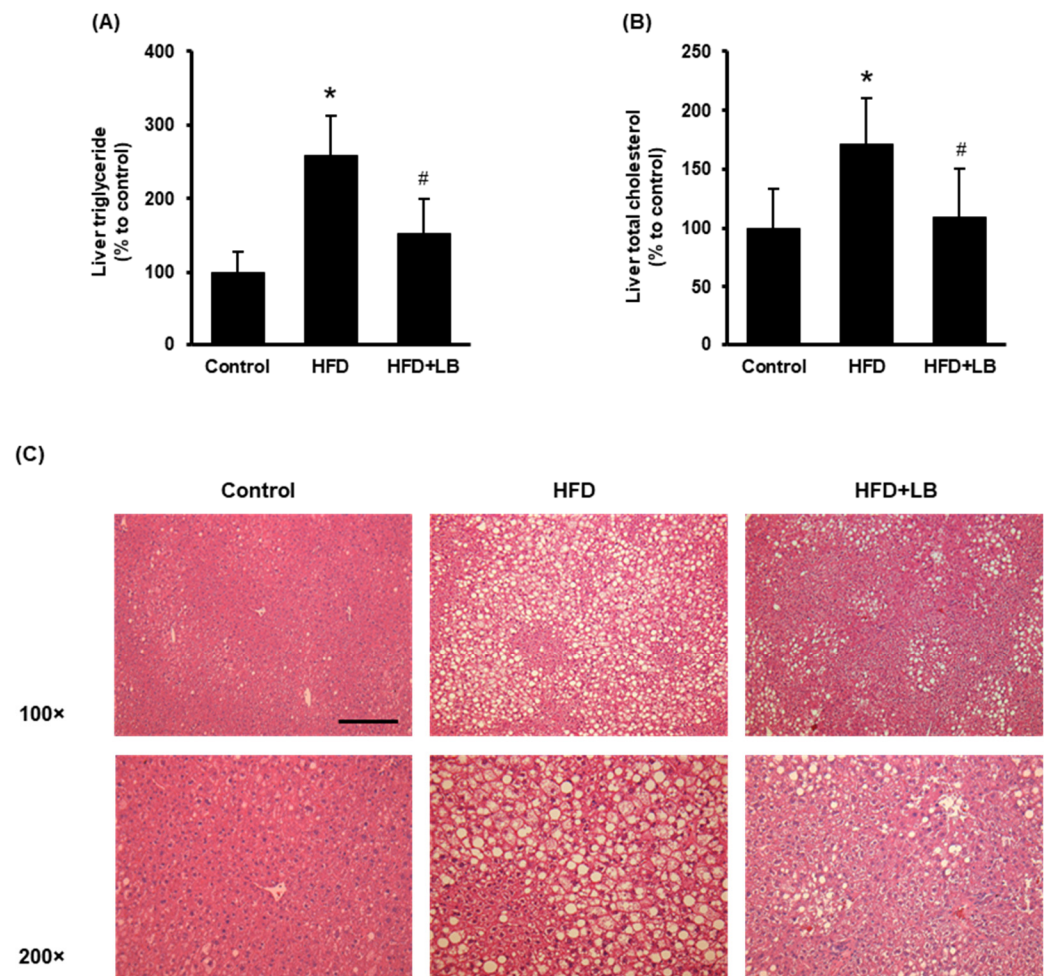 (A)
Liver triglyceride
(% to control)
400
300
200
100
0
*
#
Control HFD HFD+LB
(B)
Liver total cholesterol
(% to control)
250
200
150
100
50
0
*
#
Control HFD HFD+LB
(C)
Control HFD HFD+LB
100×
200×